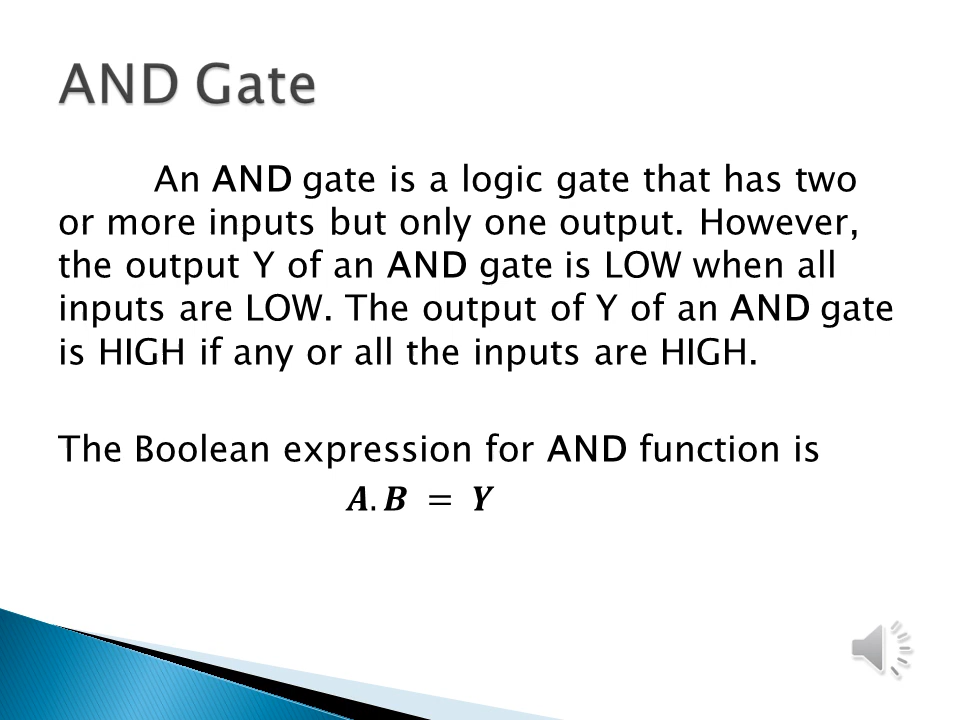 AND Gate
An AND gate is a logic gate that has two
or more inputs but only one output. However,
the output Y of an AND gate is LOW when all
inputs are LOW. The output of Y of an AND gate
is HIGH if any or all the inputs are HIGH.
The Boolean expression for AND function is
A.B = Y